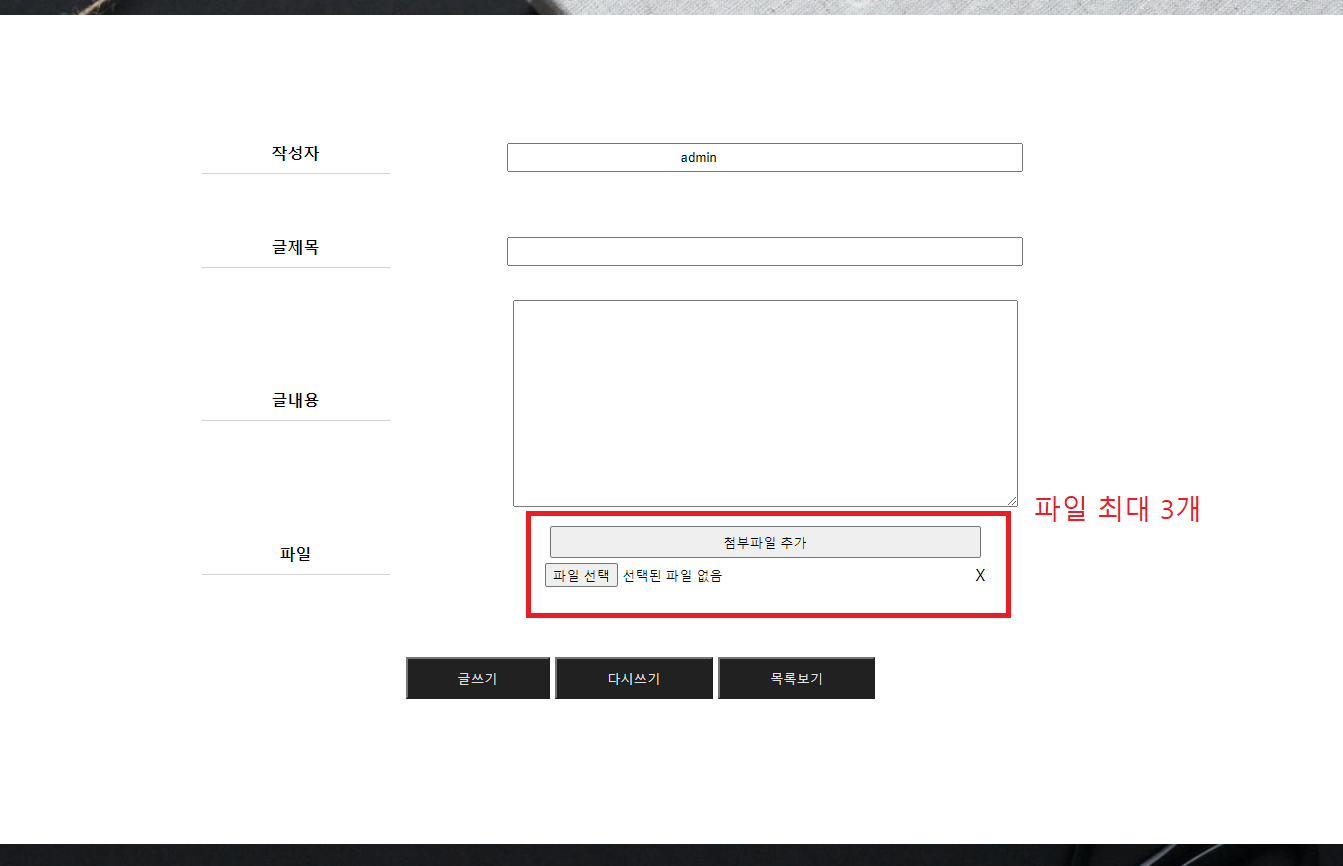 작성자
admin
글제목
글내용
파일 최대 3개
파일
첨부파일 추가
파일 선택 선택된 파일 없음 X
글쓰기 다시쓰기 목록보기